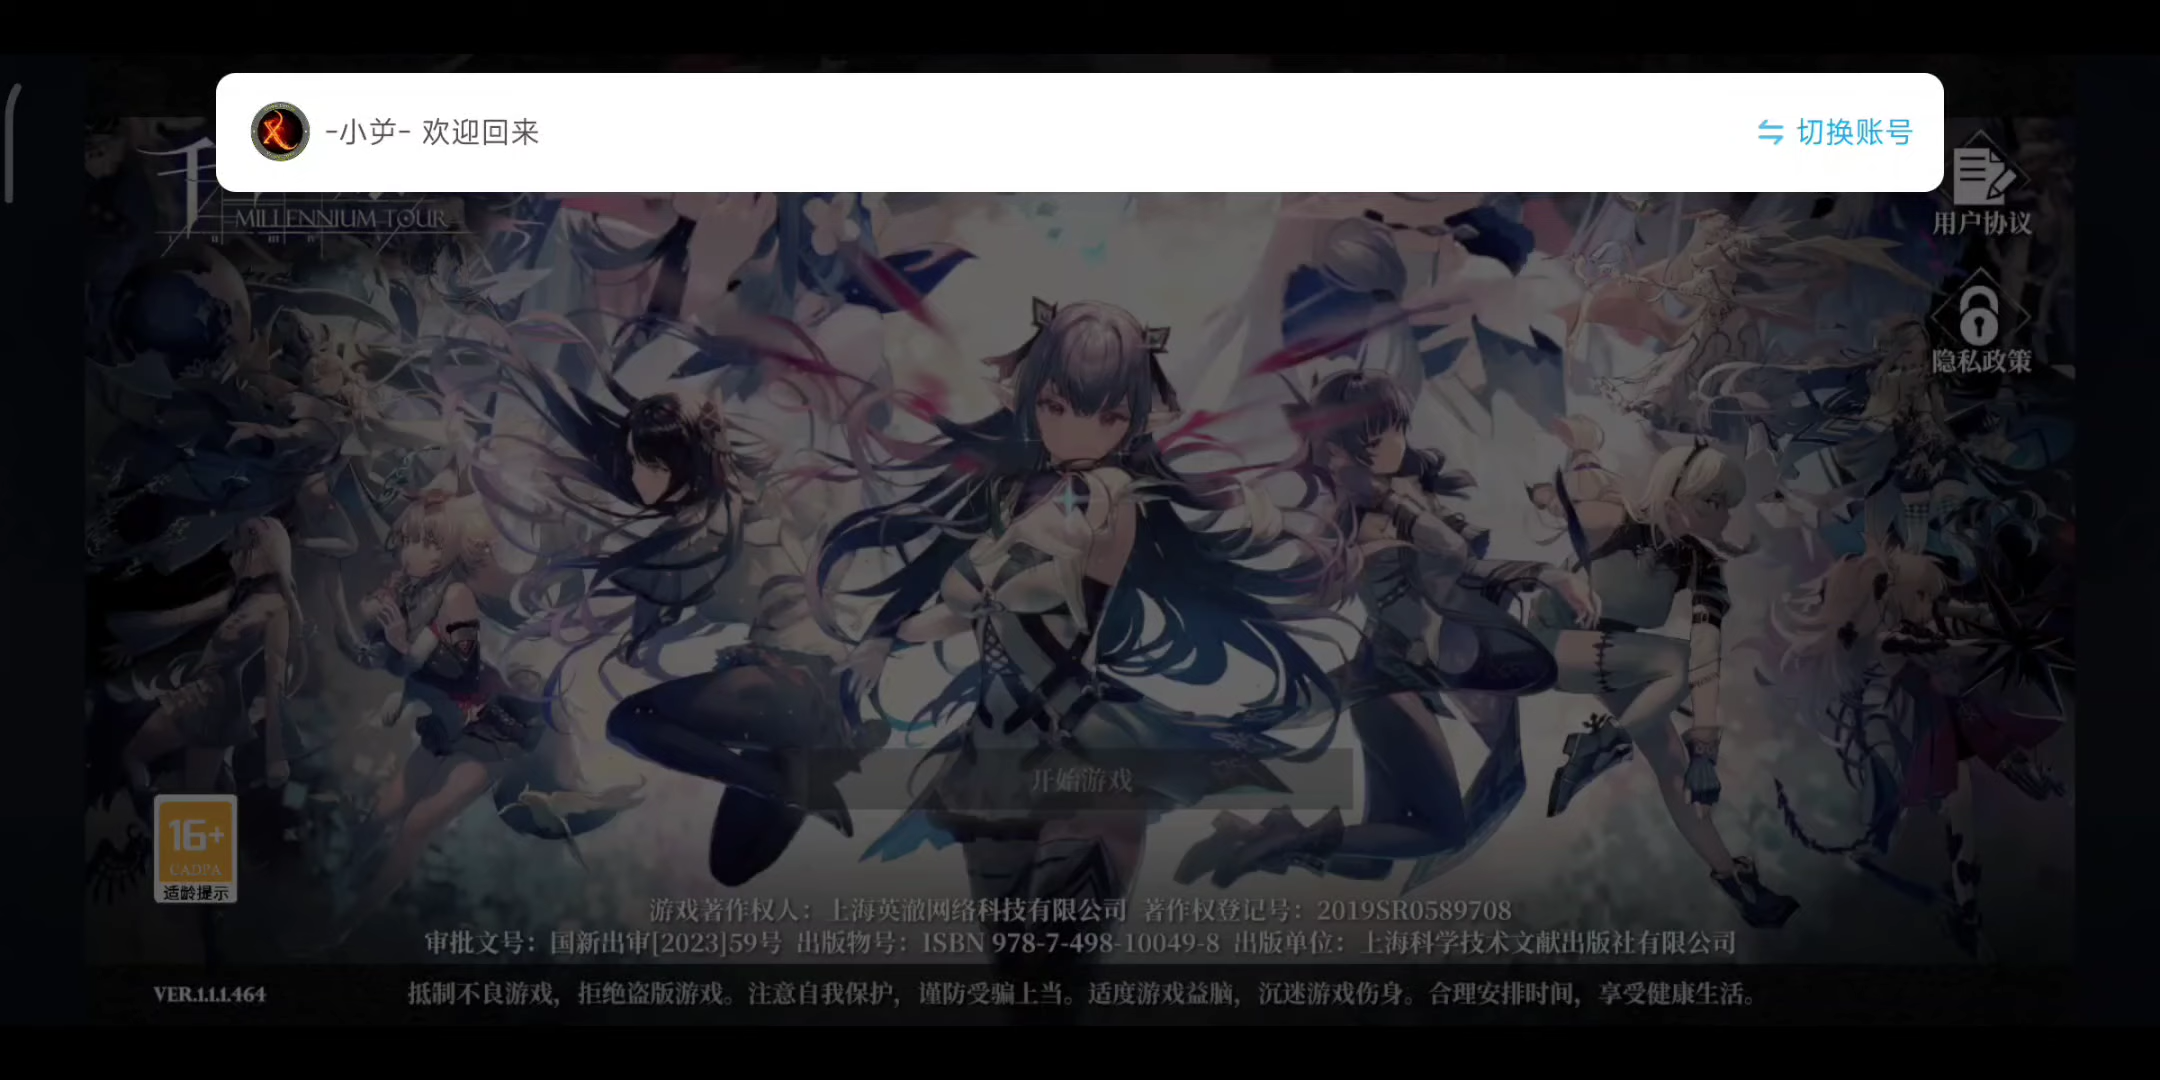 -小岁- 欢迎回来
切换账号
千
MILLENNIUM TOUR
用户协议
隐私政策
开始游戏
16+
CADPA
适龄提示
游戏著作权人：上海英澈网络科技有限公司 著作权登记号：2019SR0589708
审批文号：国新出审[2023]59号 出版物号：ISBN 978-7-498-10049-8 出版单位：上海科学技术文献出版社有限公司
VER.1.1.1.464
抵制不良游戏，拒绝盗版游戏。注意自我保护，谨防受骗上当。适度游戏益脑，沉迷游戏伤身。合理安排时间，享受健康生活。